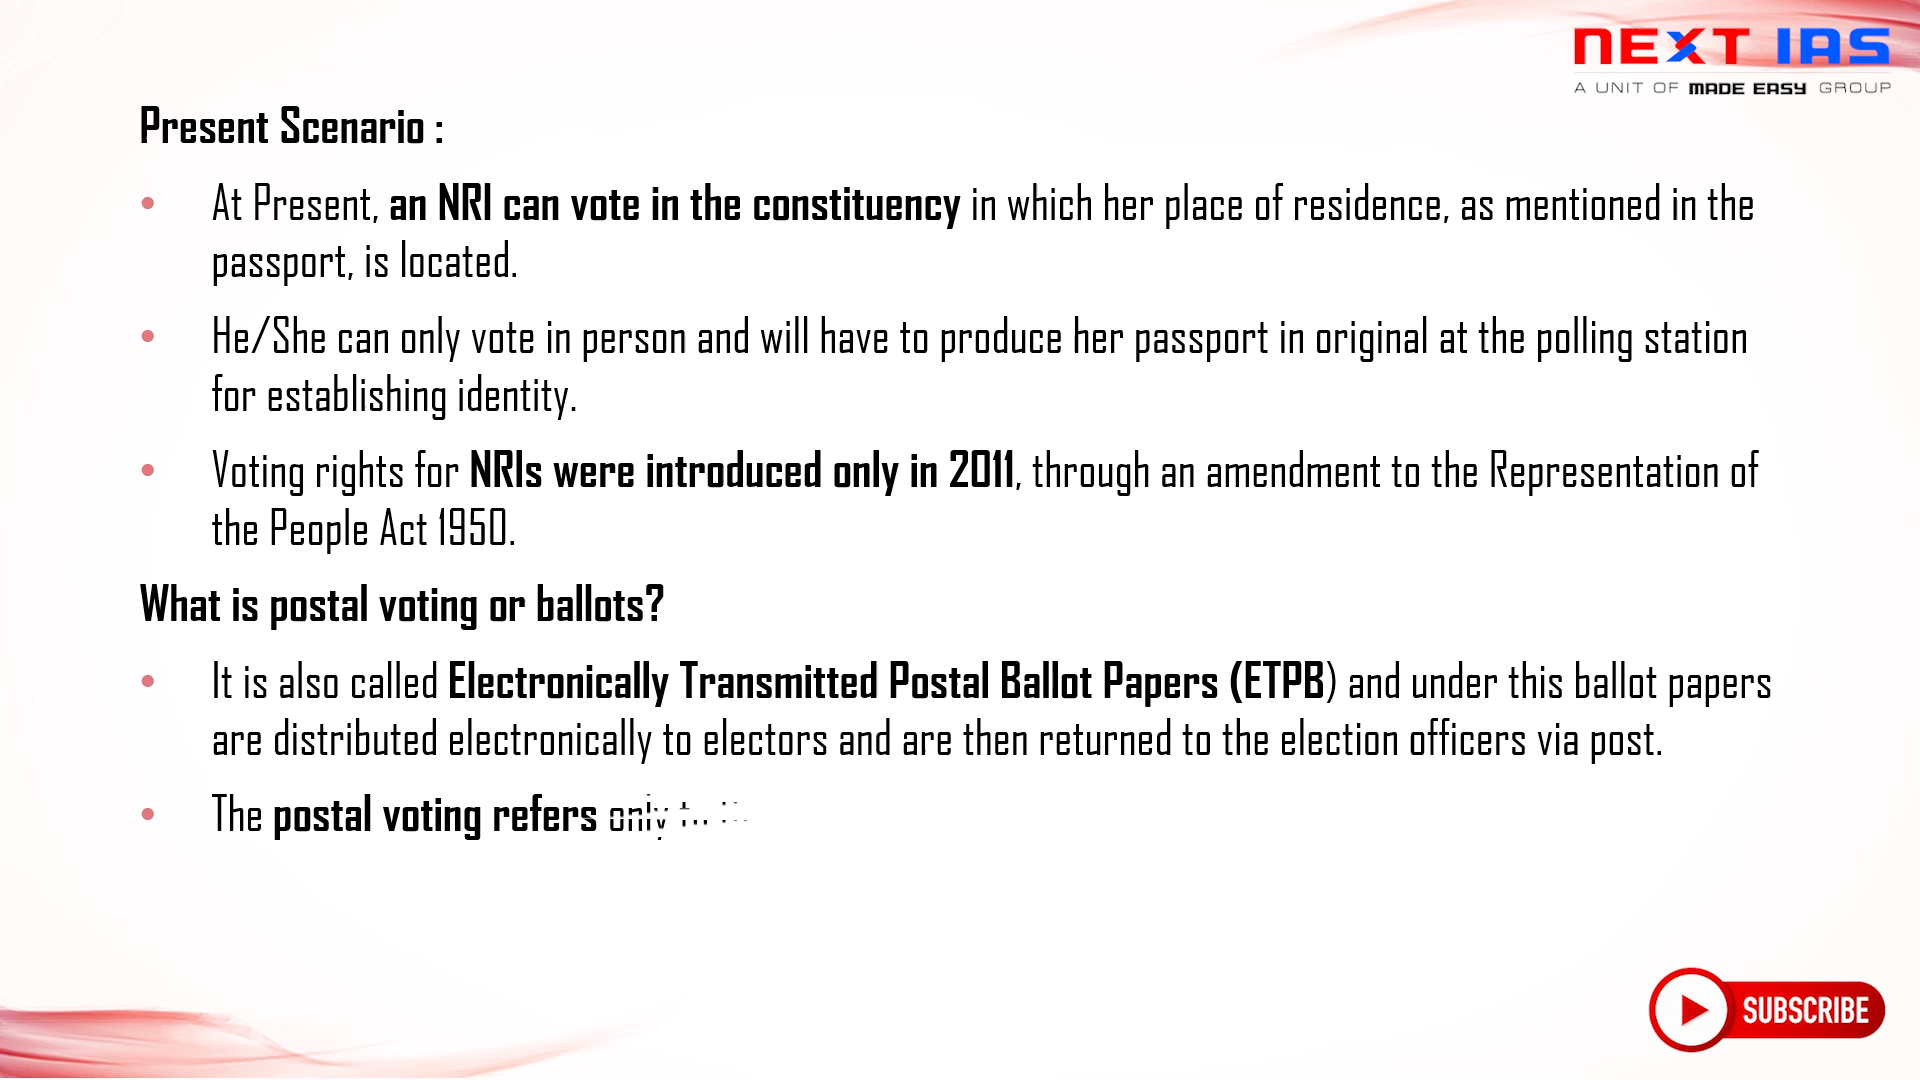 NEXT IAS
A UNIT OF MADE EASY GROUP
Present Scenario :
• At Present, an NRI can vote in the constituency in which her place of residence, as mentioned in the
passport, is located.
• He/She can only vote in person and will have to produce her passport in original at the polling station
for establishing identity.
• Voting rights for NRIs were introduced only in 2011, through an amendment to the Representation of
the People Act 1950.
What is postal voting or ballots?
• It is also called Electronically Transmitted Postal Ballot Papers (ETPB) and under this ballot papers
are distributed electronically to electors and are then returned to the election officers via post.
• The postal voting refers only
SUBSCRIBE